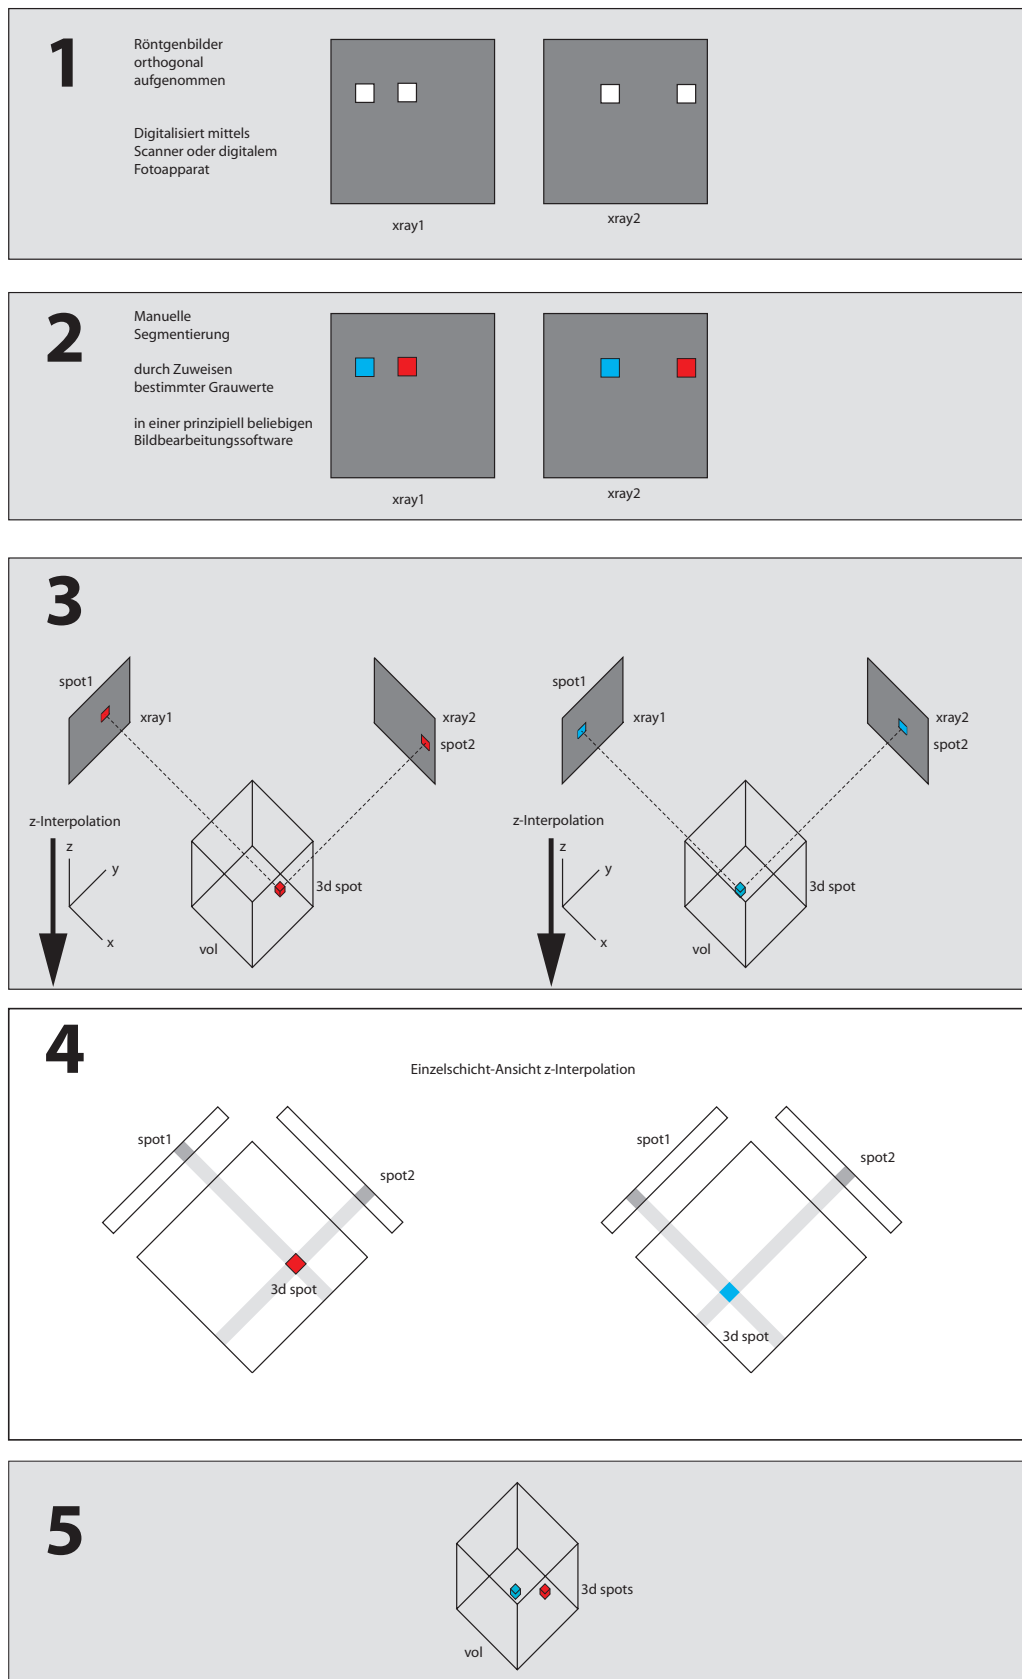 1
Röntgenbilder
orthogonal
aufgenommen
Digitalisiert mittels
Scanner oder digitalem
Fotoapparat
xray1
xray2
2
Manuelle
Segmentierung
durch Zuweisen
bestimmter Grauwerte
in einer prinzipiell beliebigen
Bildbearbeitungssoftware
xray1
xray2
3
spot1
xray1
xray2
spot2
z-Interpolation
z
y
x
3d spot
vol
spot1
xray1
xray2
spot2
z-Interpolation
z
y
x
3d spot
vol
4
Einzelschicht-Ansicht z-Interpolation
spot1
spot2
3d spot
spot1
spot2
3d spot
5
3d spots
vol